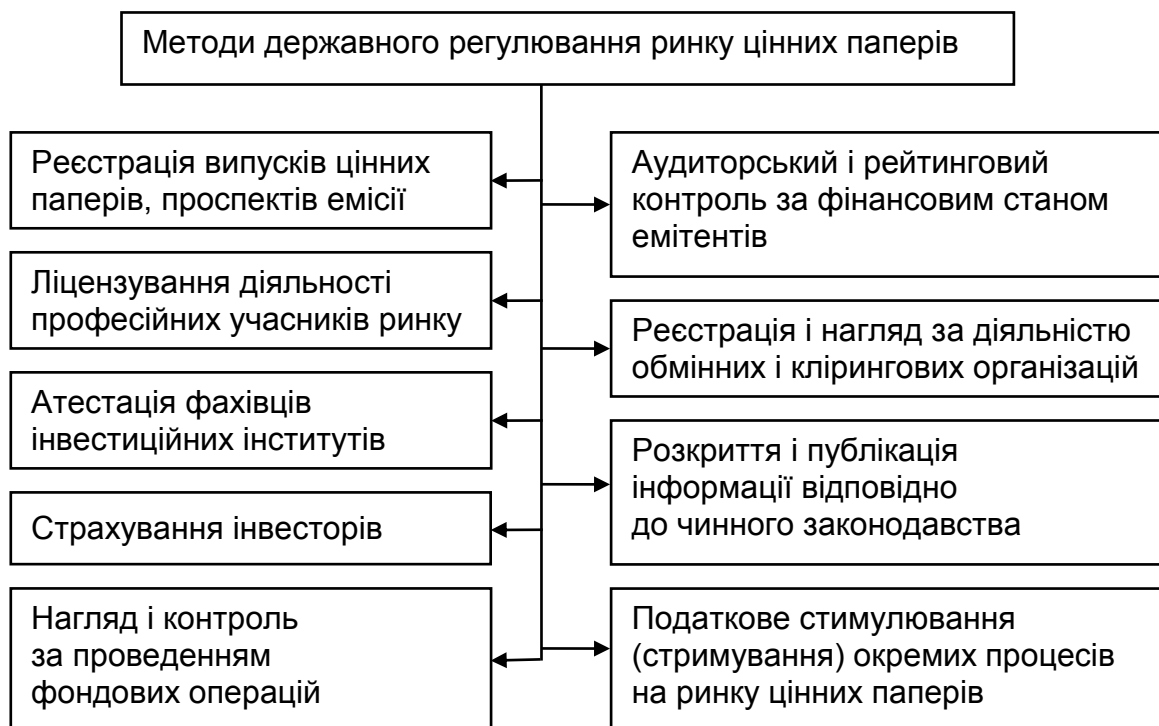 Методи державного регулювання ринку цінних паперів
Реєстрація випусків цінних
паперів, проспектів емісії
Ліцензування діяльності
професійних учасників ринку
Атестація фахівців
інвестиційних інститутів
Страхування інвесторів
Нагляд і контроль
за проведенням
фондових операцій
Аудиторський і рейтинговий
контроль за фінансовим станом
емітентів
Реєстрація і нагляд за діяльністю
обмінних і клірингових організацій
Розкриття і публікація
інформації відповідно
до чинного законодавства
Податкове стимулювання
(стримування) окремих процесів
на ринку цінних паперів